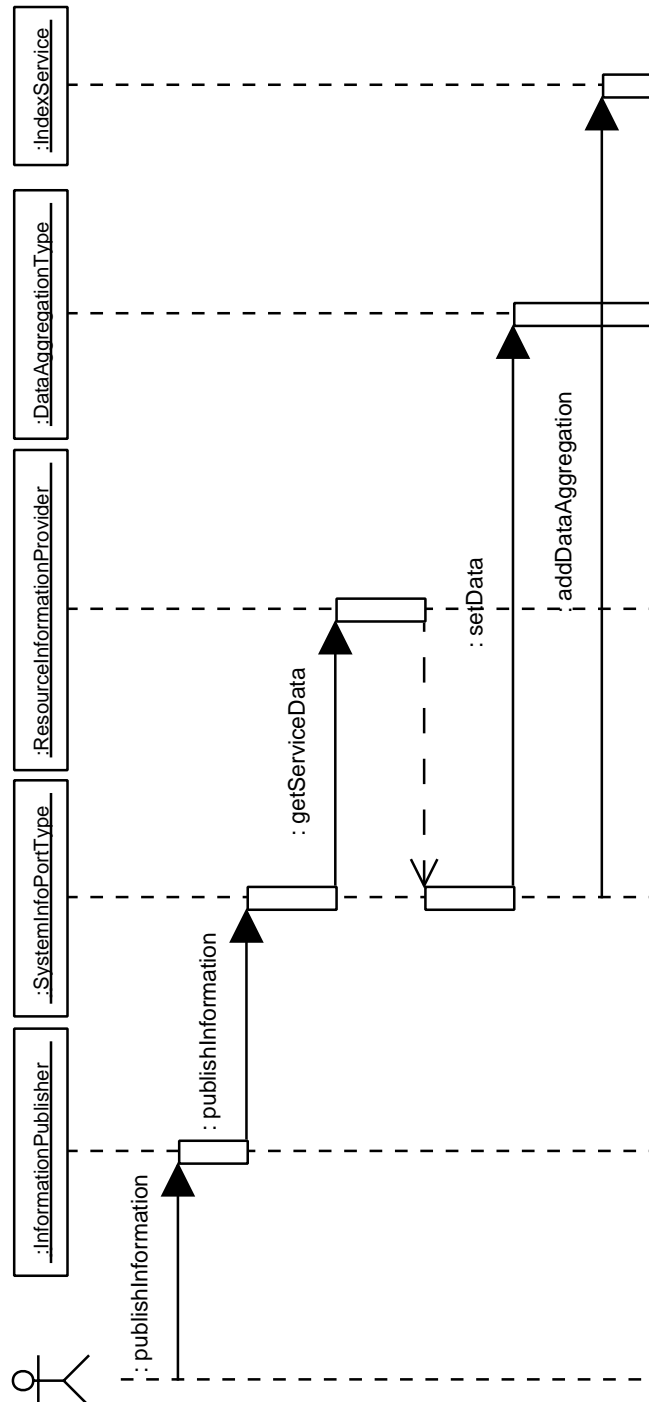 :InformationPublisher
:SystemInfoPortType
:ResourceInformationProvider
:DataAggregationType
:IndexService
: publishInformation
: publishInformation
: getServiceData
: setData
: addDataAggregation